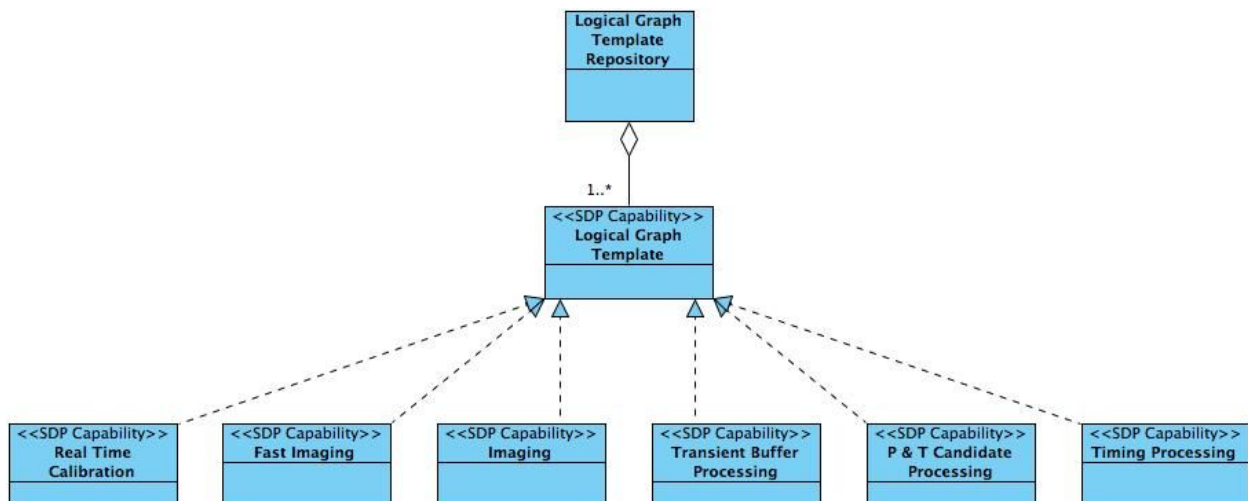 Logical Graph
Template
Repository
1..*
<<SDP Capability>>
Logical Graph
Template
<<SDP Capability>>
Real Time
Calibration
<<SDP Capability>>
Fast Imaging
<<SDP Capability>>
Imaging
<<SDP Capability>>
Transient Buffer
Processing
<<SDP Capability>>
P & T Candidate
Processing
<<SDP Capability>>
Timing Processing